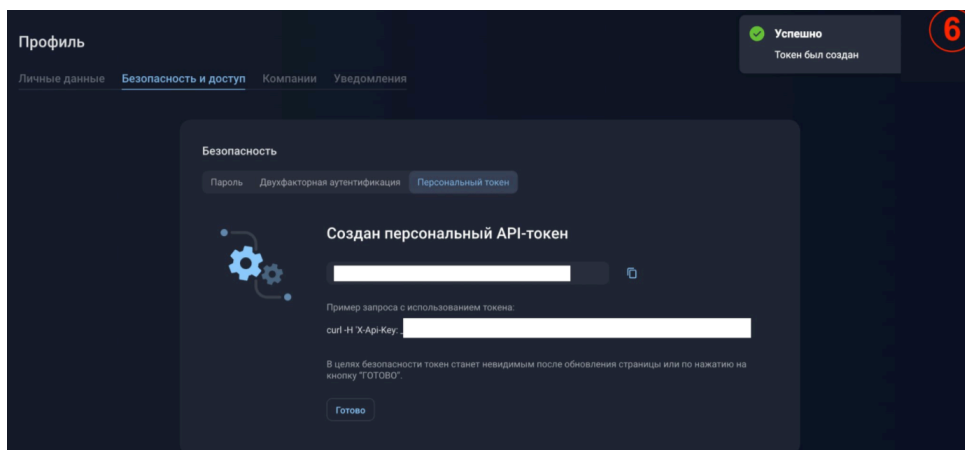 6
Успешно
Токен был создан
Профиль
Личные данные Безопасность и доступ Компании Уведомления
Безопасность
Пароль Двухфакторная аутентификация Персональный токен
Создан персональный API-токен
Пример запроса с использованием токена:
curl -H 'X-Api-Key: _
В целях безопасности токен станет невидимым после обновления страницы или по нажатию на
кнопку "ГОТОВО".
Готово